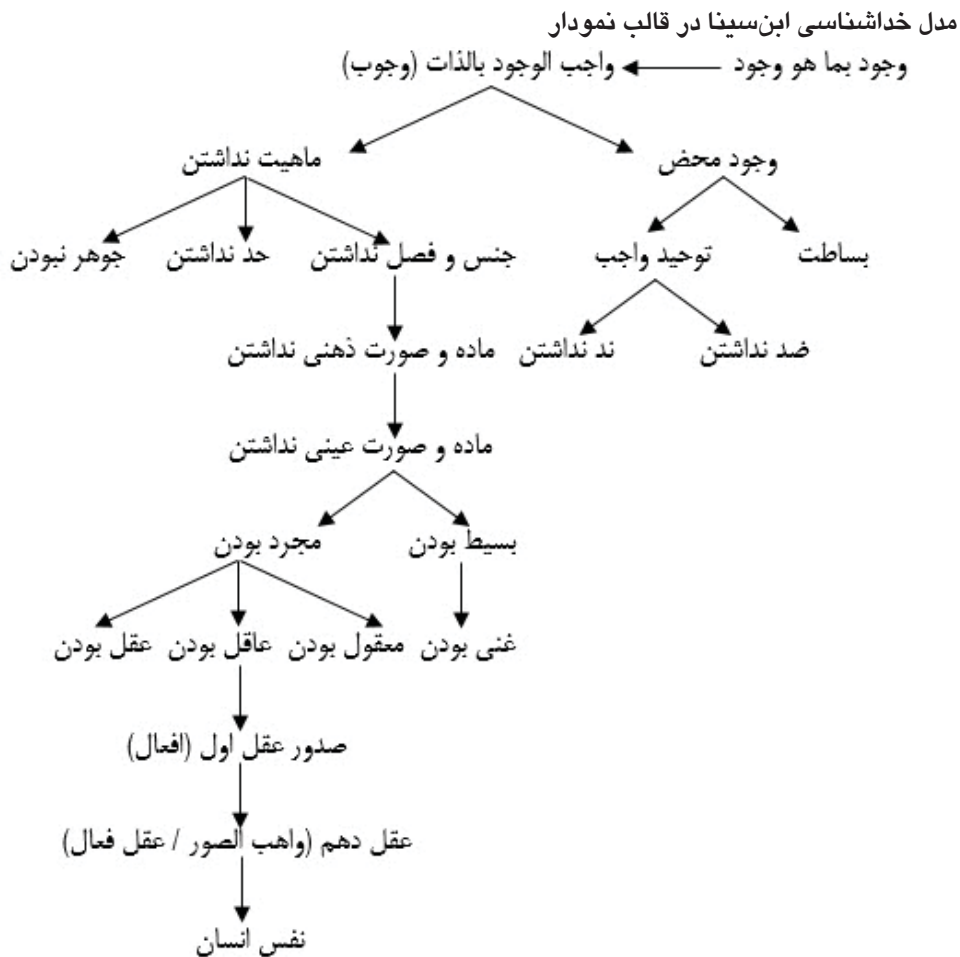 مدل خداشناسی ابن‌سینا در قالب نمودار
وجود بما هو وجود واجب الوجود بالذات (وجوب)
وجود محض ماهیت نداشتن
بساطت توحید واجب جنس و فصل نداشتن حد نداشتن جوهر نبودن
ضد نداشتن ند نداشتن ماده و صورت ذهنی نداشتن
ماده و صورت عینی نداشتن
بسیط بودن مجرد بودن
غنی بودن معقول بودن عاقل بودن عقل بودن
صدور عقل اول (افعال)
عقل دهم (واهب الصور / عقل فعال)
نفس انسان